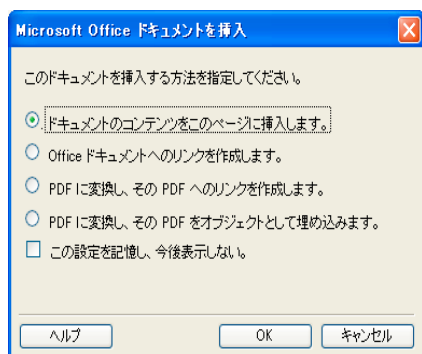 Microsoft Office ドキュメントを挿入
このドキュメントを挿入する方法を指定してください。
ドキュメントのコンテンツをこのページに挿入します。
Office ドキュメントへのリンクを作成します。
PDF に変換し、その PDF へのリンクを作成します。
PDF に変換し、その PDF をオブジェクトとして埋め込みます。
この設定を記憶し、今後表示しない。
ヘルプ OK キャンセル